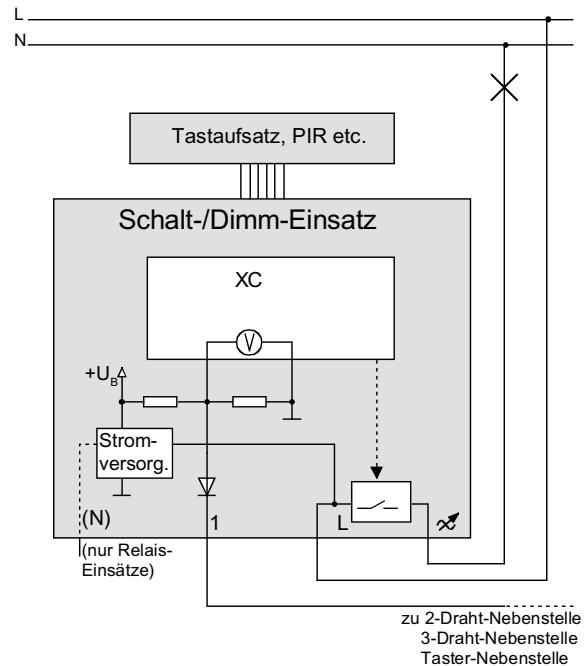 L
N
Tastaufsatz, PIR etc.
Schalt-/Dimm-Einsatz
XC
V
+UB
Strom-
versorg.
(N)
1
L
(nur Relais-
Einsätze)
zu 2-Draht-Nebenstelle
3-Draht-Nebenstelle
Taster-Nebenstelle